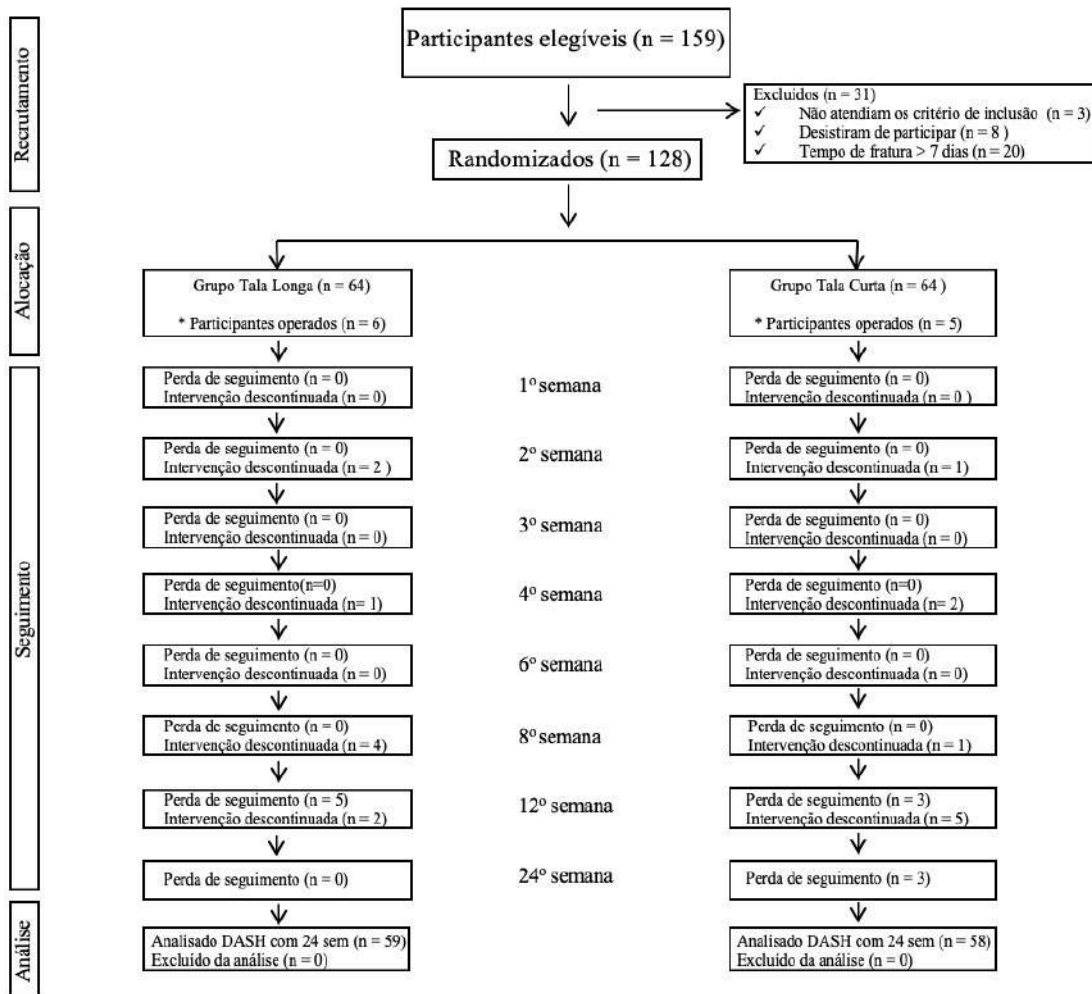 Recrutamento
Participantes elegíveis (n = 159)
Excluídos (n = 31)
✓ Não atendiam os critério de inclusão (n = 3)
✓ Desistiram de participar (n = 8 )
✓ Tempo de fratura > 7 dias (n = 20)
Randomizados (n = 128)
Alocação
Grupo Tala Longa (n = 64)
* Participantes operados (n = 6)
Grupo Tala Curta (n = 64 )
* Participantes operados (n = 5)
Seguimento
Perda de seguimento (n = 0)
Intervenção descontinuada (n = 0)
1º semana
Perda de seguimento (n = 0)
Intervenção descontinuada (n = 0 )
Perda de seguimento (n = 0)
Intervenção descontinuada (n = 2 )
2º semana
Perda de seguimento (n = 0)
Intervenção descontinuada (n = 1)
Perda de seguimento (n = 0)
Intervenção descontinuada (n = 0)
3º semana
Perda de seguimento (n = 0)
Intervenção descontinuada (n = 0)
Perda de seguimento(n=0)
Intervenção descontinuada (n= 1)
4º semana
Perda de seguimento (n=0)
Intervenção descontinuada (n= 2)
Perda de seguimento (n = 0)
Intervenção descontinuada (n = 0)
6º semana
Perda de seguimento (n = 0)
Intervenção descontinuada (n = 0)
Perda de seguimento (n = 0)
Intervenção descontinuada (n = 4)
8º semana
Perda de seguimento (n = 0)
Intervenção descontinuada (n = 1)
Perda de seguimento (n = 5)
Intervenção descontinuada (n = 2)
12º semana
Perda de seguimento (n = 3)
Intervenção descontinuada (n = 5)
Perda de seguimento (n = 0)
24º semana
Perda de seguimento (n = 3)
Análise
Analisado DASH com 24 sem (n = 59)
Excluído da análise (n = 0)
Analisado DASH com 24 sem (n = 58)
Excluído da análise (n = 0)